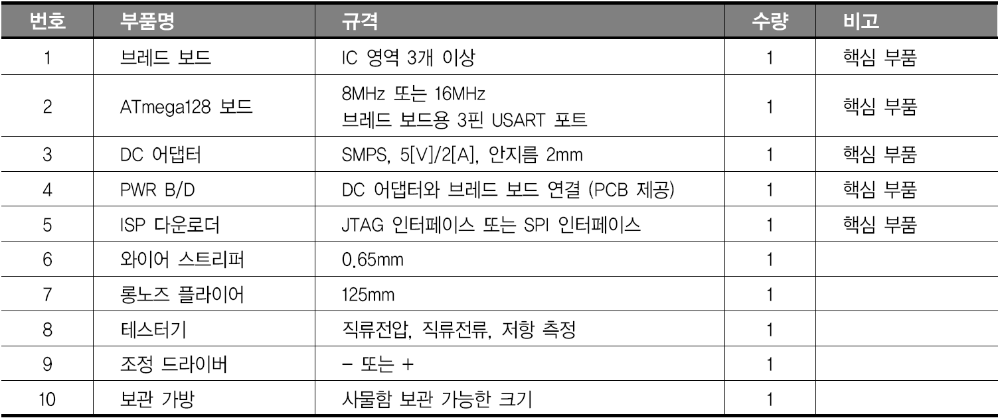 번호 부품명 규격 수량 비고
1 브레드 보드 IC 영역 3개 이상 1 핵심 부품
2 ATmega128 보드 8MHz 또는 16MHz
브레드 보드용 3핀 USART 포트 1 핵심 부품
3 DC 어댑터 SMPS, 5[V]/2[A], 안지름 2mm 1 핵심 부품
4 PWR B/D DC 어댑터와 브레드 보드 연결 (PCB 제공) 1 핵심 부품
5 ISP 다운로더 JTAG 인터페이스 또는 SPI 인터페이스 1 핵심 부품
6 와이어 스트리퍼 0.65mm 1
7 롱노즈 플라이어 125mm 1
8 테스터기 직류전압, 직류전류, 저항 측정 1
9 조정 드라이버 - 또는 + 1
10 보관 가방 사물함 보관 가능한 크기 1